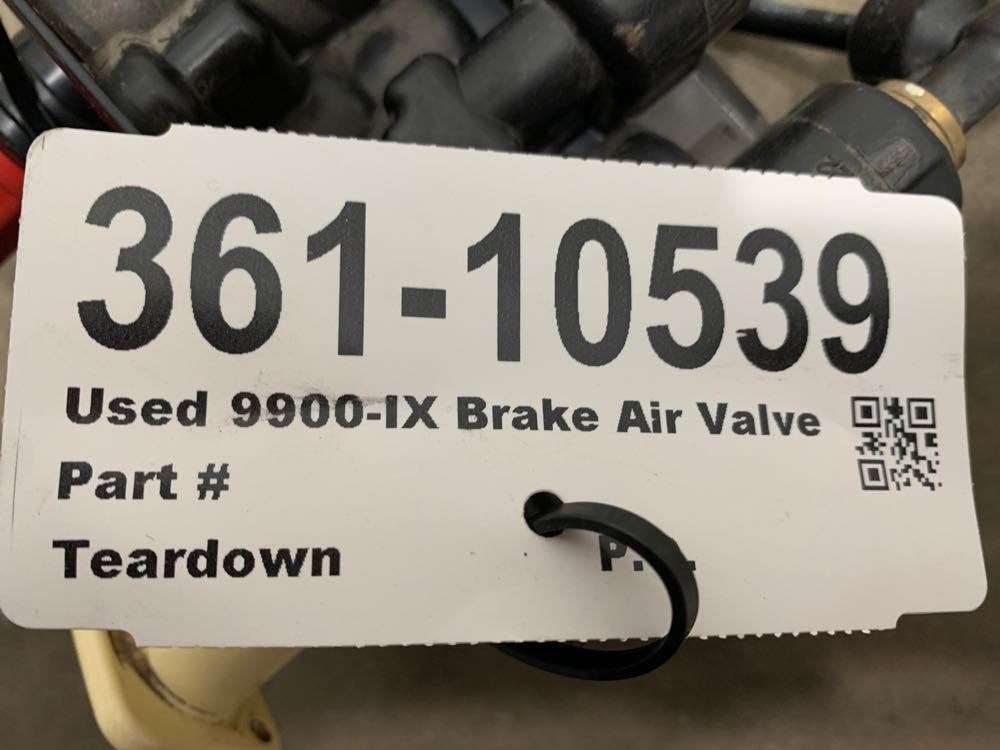 361-10539
Used 9900-IX Brake Air Valve
Part #
Teardown P.